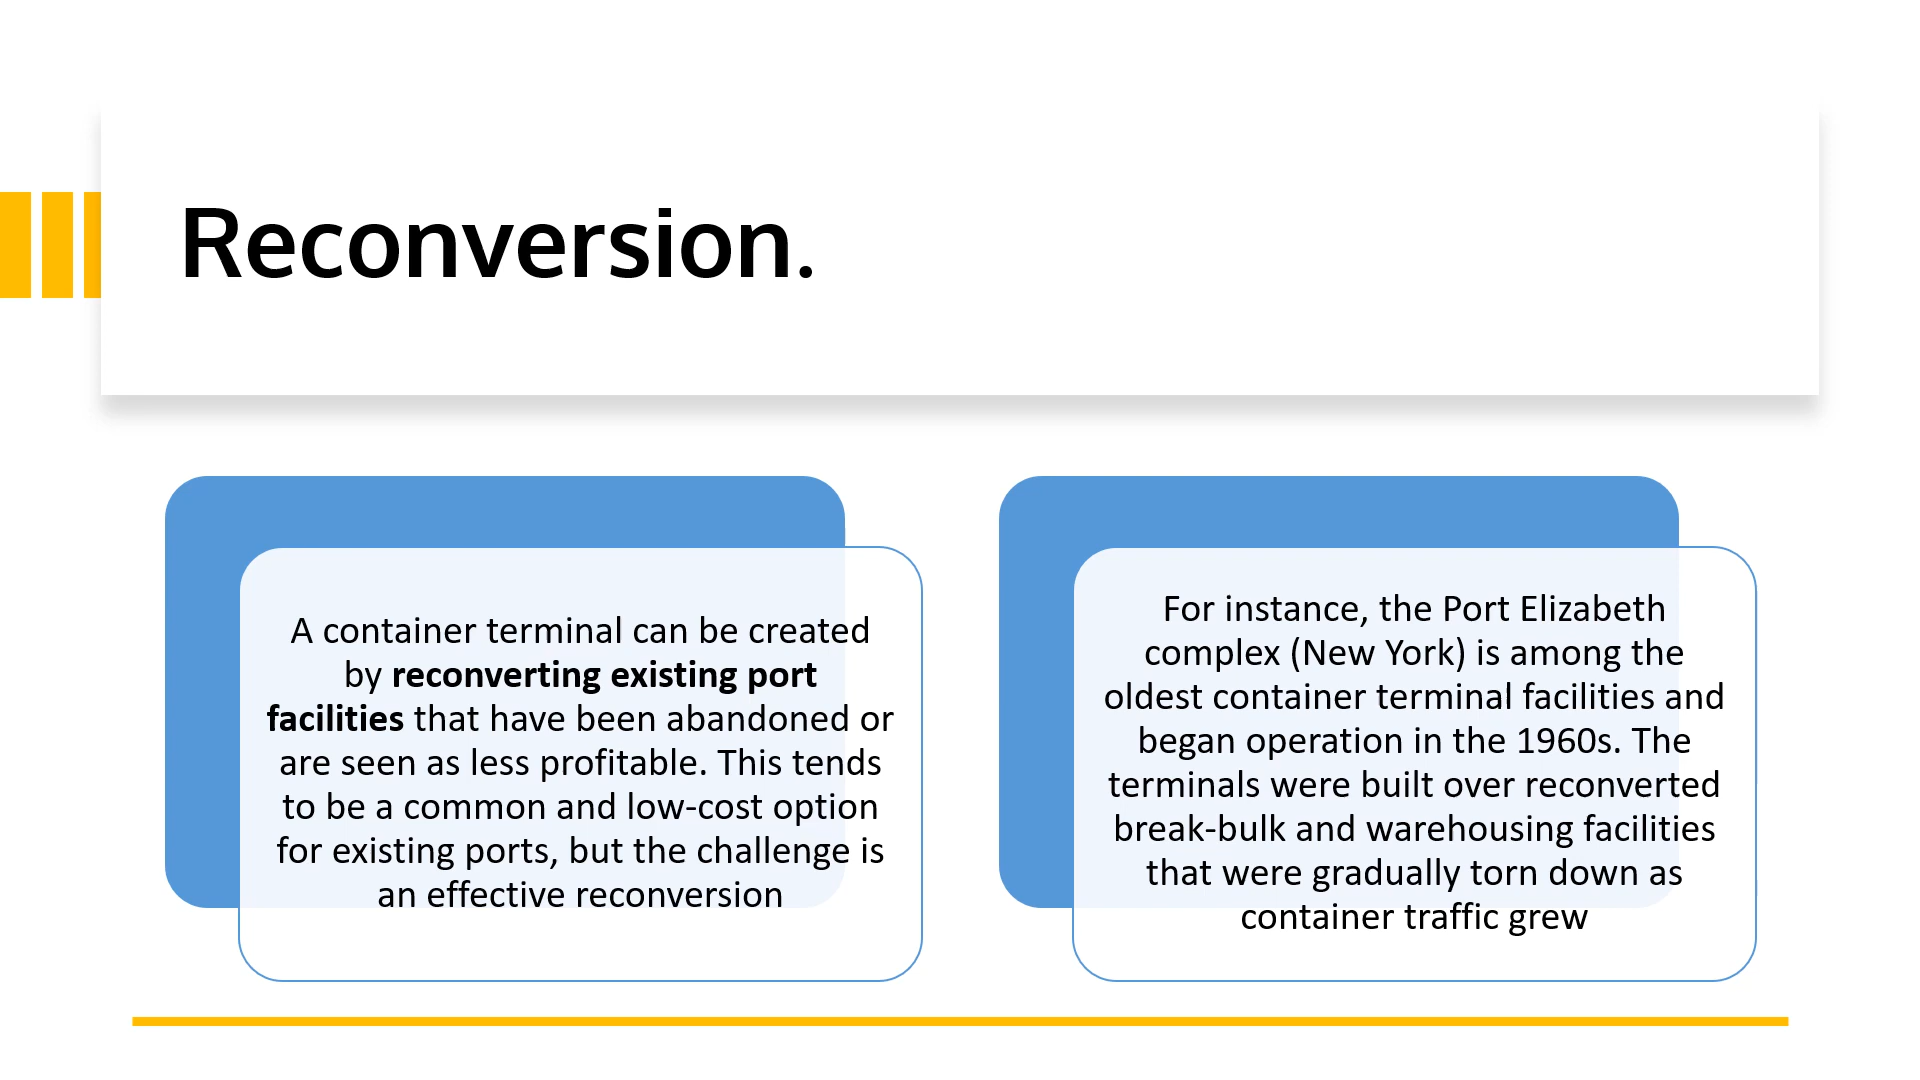 Reconversion.
A container terminal can be created
by reconverting existing port
facilities that have been abandoned or
are seen as less profitable. This tends
to be a common and low-cost option
for existing ports, but the challenge is
an effective reconversion
For instance, the Port Elizabeth
complex (New York) is among the
oldest container terminal facilities and
began operation in the 1960s. The
terminals were built over reconverted
break-bulk and warehousing facilities
that were gradually torn down as
container traffic grew